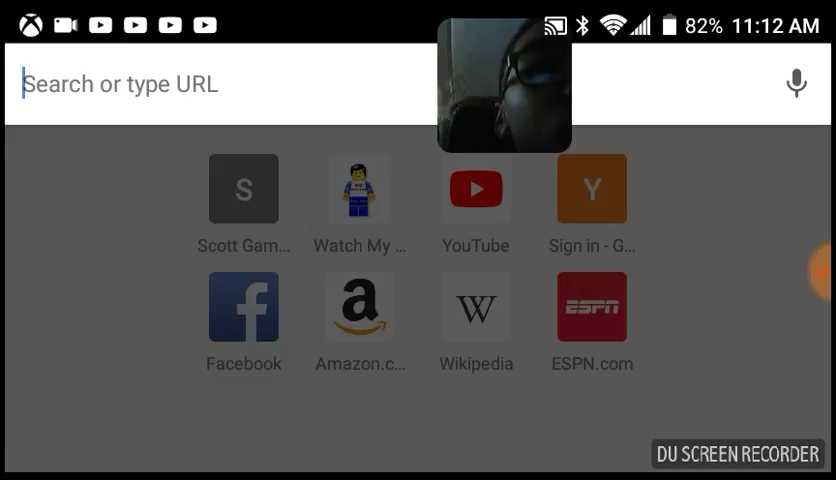 82% 11:12 AM
Search or type URL
S
Y
Scott Gam...
Watch My ...
YouTube
Sign in - G...
f
a
W
ESPN
Facebook
Amazon.c...
Wikipedia
ESPN.com
DU SCREEN RECORDER